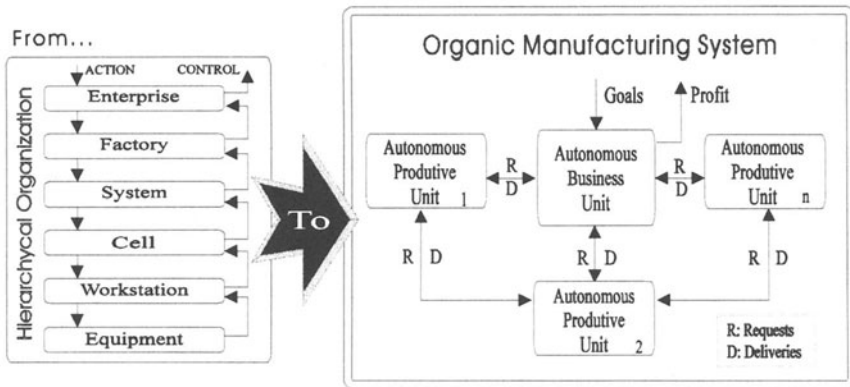 From...
Organic Manufacturing System
ACTION CONTROL
Hierarchycal Organization
Enterprise
Factory
System
Cell
Workstation
Equipment
To
Goals
Profit
Autonomous
Produtive
Unit 1
R
D
Autonomous
Business
Unit
R
D
Autonomous
Produtive
Unit n
R D
R D
R D
Autonomous
Produtive
Unit 2
R: Requests
D: Deliveries